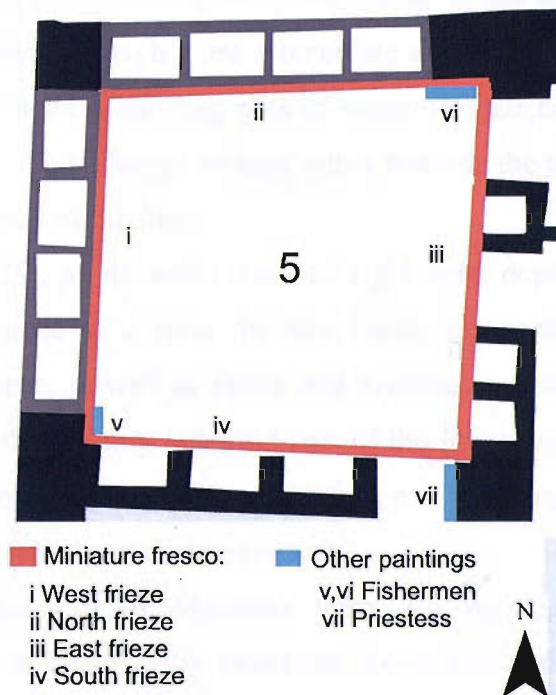 ii
vi
i
5
iii
v
iv
vii
Miniature fresco:
i West frieze
ii North frieze
iii East frieze
iv South frieze
Other paintings
v,vi Fishermen
vii Priestess
N